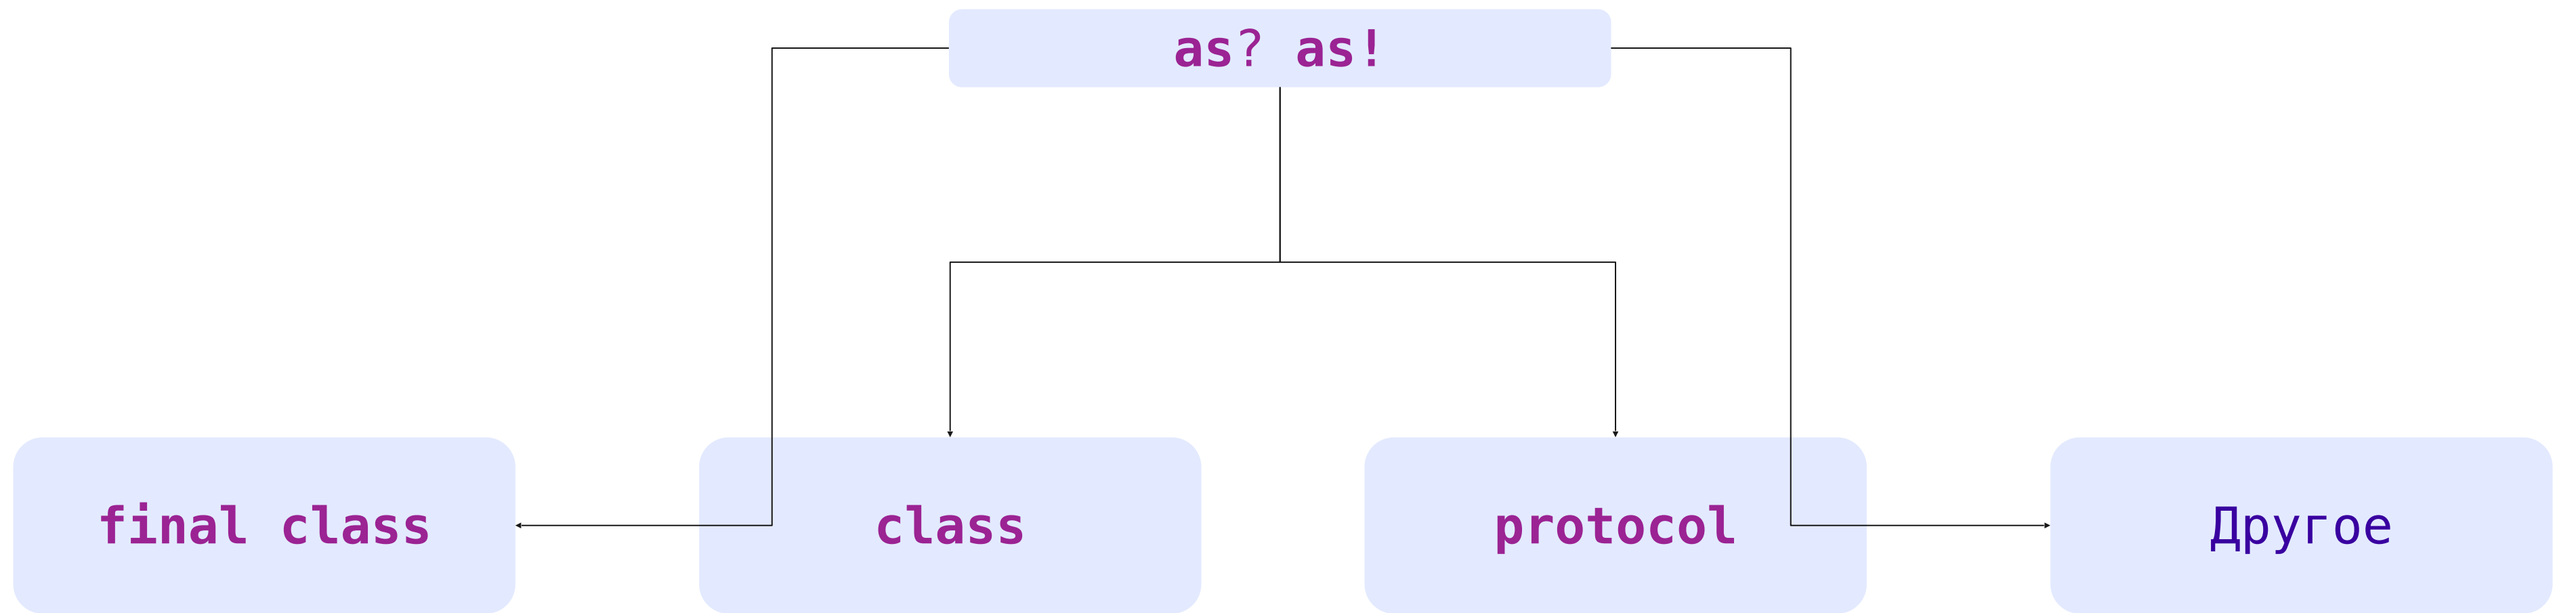 as? as!
final class
class
protocol
Другое